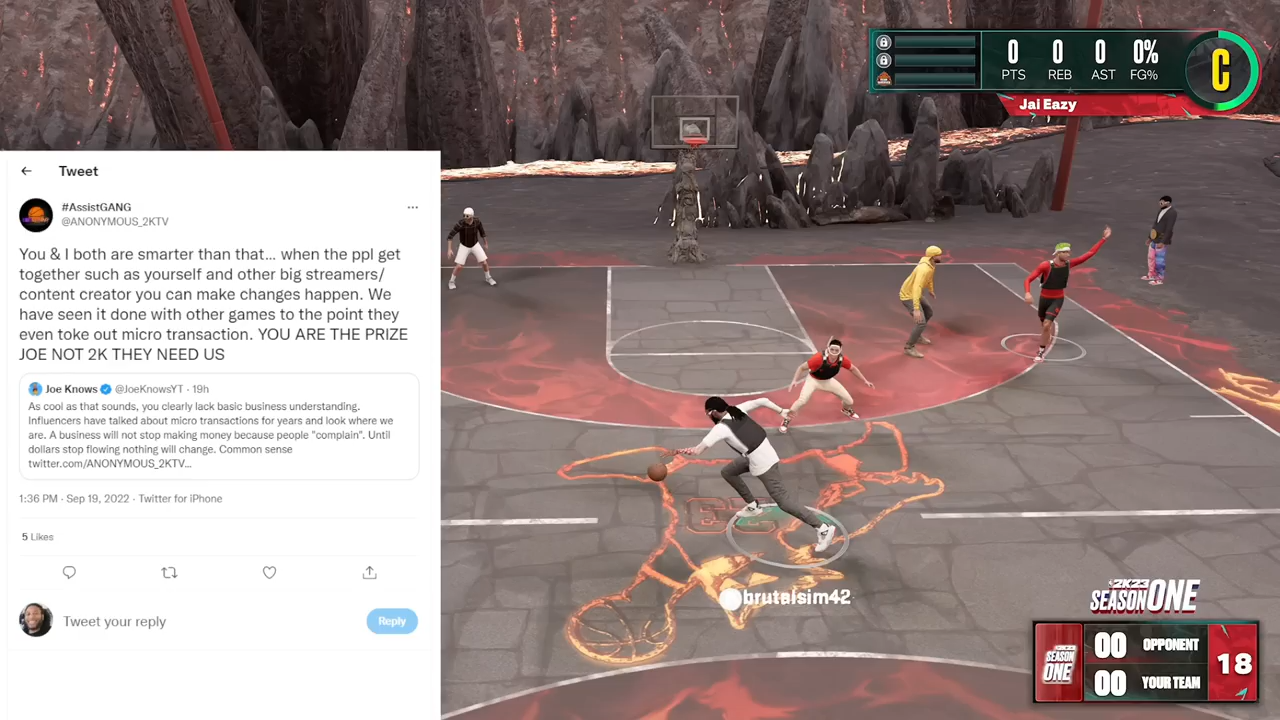 Tweet
#AssistGANG
@ANONYMOUS_2KTV
You & I both are smarter than that... when the ppl get
together such as yourself and other big streamers/
content creator you can make changes happen. We
have seen it done with other games to the point they
even toke out micro transaction. YOU ARE THE PRIZE
JOE NOT 2K THEY NEED US
Joe Knows @JoeKnowsYT · 19h
As cool as that sounds, you clearly lack basic business understanding.
Influencers have talked about micro transactions for years and look where we
are. A business will not stop making money because people "complain". Until
dollars stop flowing nothing will change. Common sense
twitter.com/ANONYMOUS_2KTV...
1:36 PM · Sep 19, 2022 · Twitter for iPhone
5 Likes
Tweet your reply
Reply
0 0 0 0%
PTS REB AST FG%
C
Jai Eazy
23
brutalsim42
2K23
SEASON ONE
SEASON ONE
00 OPPONENT
00 YOUR TEAM
18